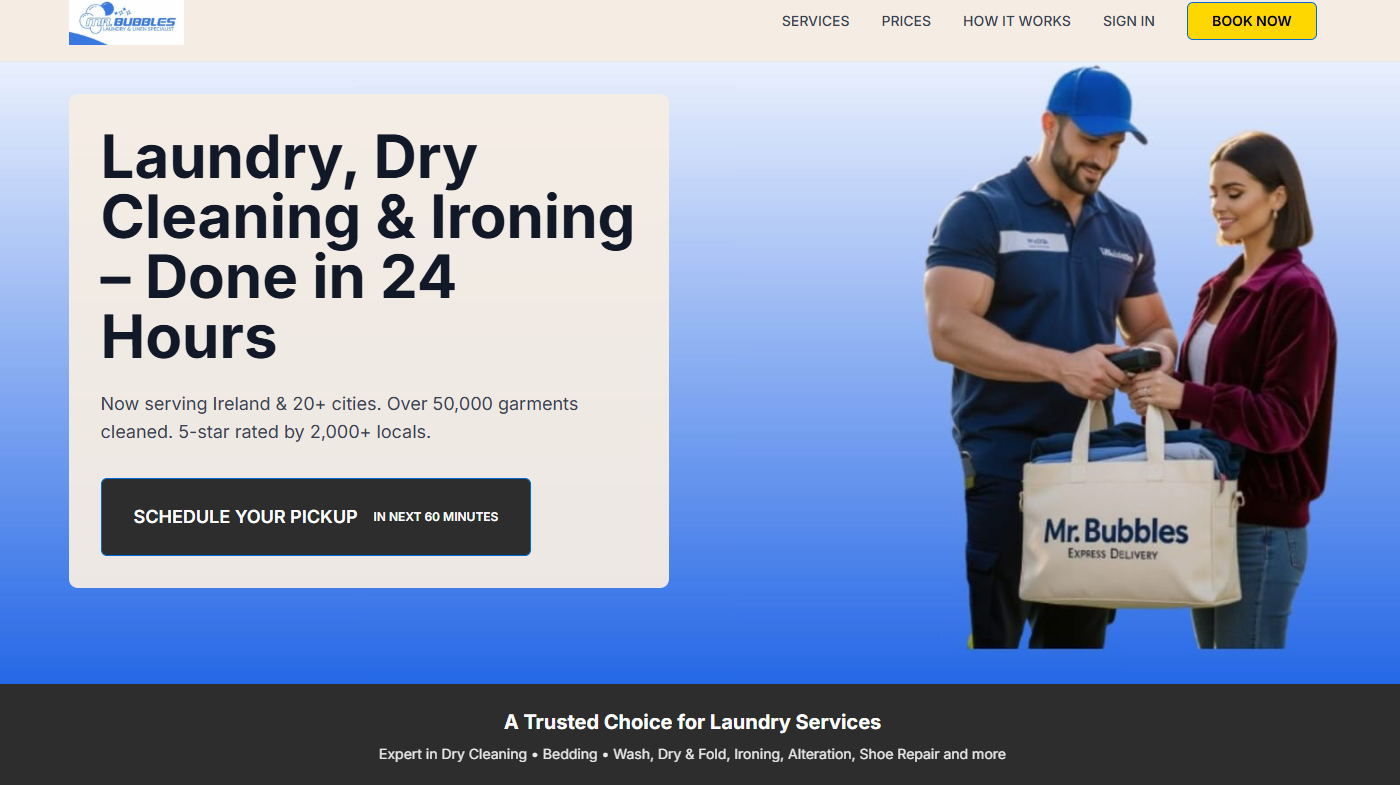 MR. BUBBLES
LAUNDRY & LINEN SPECIALIST
SERVICES
PRICES
HOW IT WORKS
SIGN IN
BOOK NOW
Laundry, Dry
Cleaning & Ironing
– Done in 24
Hours
Now serving Ireland & 20+ cities. Over 50,000 garments
cleaned. 5-star rated by 2,000+ locals.
SCHEDULE YOUR PICKUP IN NEXT 60 MINUTES
Mr. Bubbles
EXPRESS DELIVERY
A Trusted Choice for Laundry Services
Expert in Dry Cleaning • Bedding • Wash, Dry & Fold, Ironing, Alteration, Shoe Repair and more